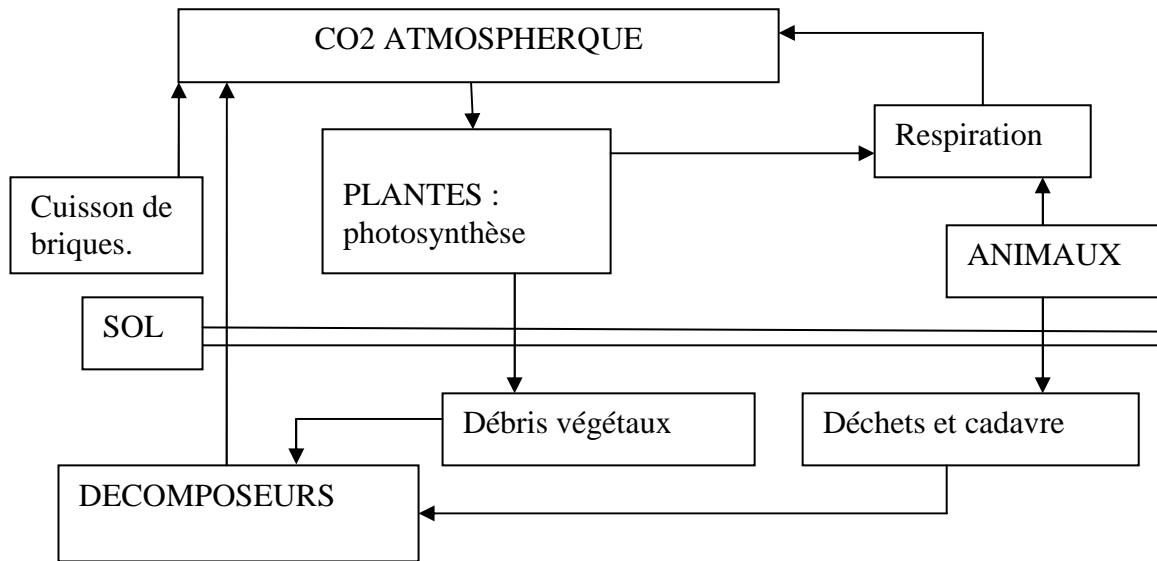 CO2 ATMOSPHERQUE
Respiration
PLANTES :
photosynthèse
Cuisson de
briques.
ANIMAUX
SOL
Débris végétaux
Déchets et cadavre
DECOMPOSEURS